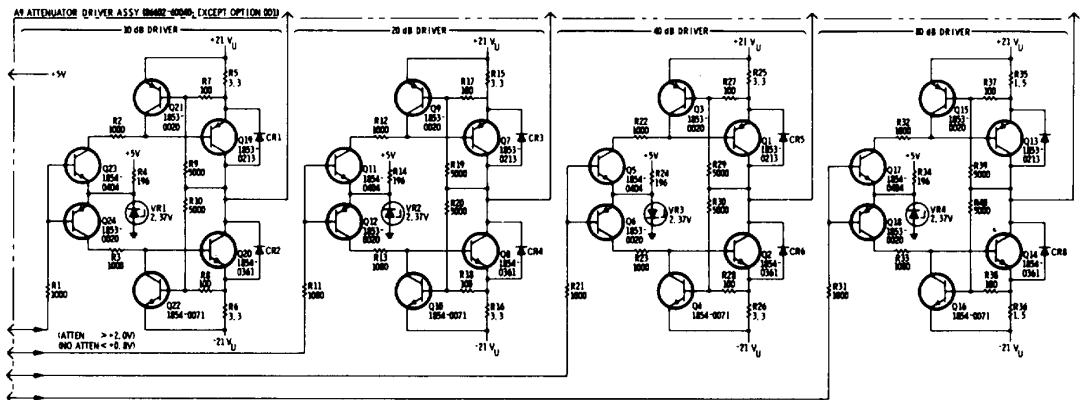 A9 ATTENUATOR DRIVER ASSY (86602-60040, EXCEPT OPTION 001)
10 dB DRIVER
+21 VU
+5V
R7
100
R5
3.3
Q21
1853-
0020
R2
1000
Q19
1853-
0213
CR1
Q23
1854-
0404
+5V
R4
196
R9
5000
VR1
2.37V
R10
5000
Q24
1853-
0020
R3
1000
Q20
1854-
0361
CR2
R8
100
R1
1000
Q22
1854-0071
R6
3.3
-21 VU
(ATTEN > +2.0V)
(NO ATTEN < +0.8V)
20 dB DRIVER
+21 VU
R17
100
R15
3.3
Q9
1853-
0020
R12
1000
Q7
1853-
0213
CR3
Q11
1854-
0404
+5V
R14
196
R19
5000
VR2
2.37V
R20
5000
Q12
1853-
0020
R13
1000
Q8
1854-
0361
CR4
R18
100
R11
1000
Q10
1854-0071
R16
3.3
-21 VU
40 dB DRIVER
+21 VU
R27
100
R25
3.3
Q3
1853-
0020
R22
1000
Q1
1853-
0213
CR5
Q5
1854-
0404
+5V
R24
196
R29
5000
VR3
2.37V
R30
5000
Q6
1853-
0020
R23
1000
Q2
1854-
0361
CR6
R28
100
R21
1000
Q4
1854-0071
R26
3.3
-21 VU
80 dB DRIVER
+21 VU
R37
100
R35
1.5
Q15
1853-
0020
R32
1000
Q13
1853-
0213
Q17
1854-
0404
+5V
R34
196
R39
5000
VR4
2.37V
R40
5000
Q18
1853-
0020
R33
1000
Q14
1854-
0361
CR8
R38
100
R31
1000
Q16
1854-0071
R36
1.5
-21 VU